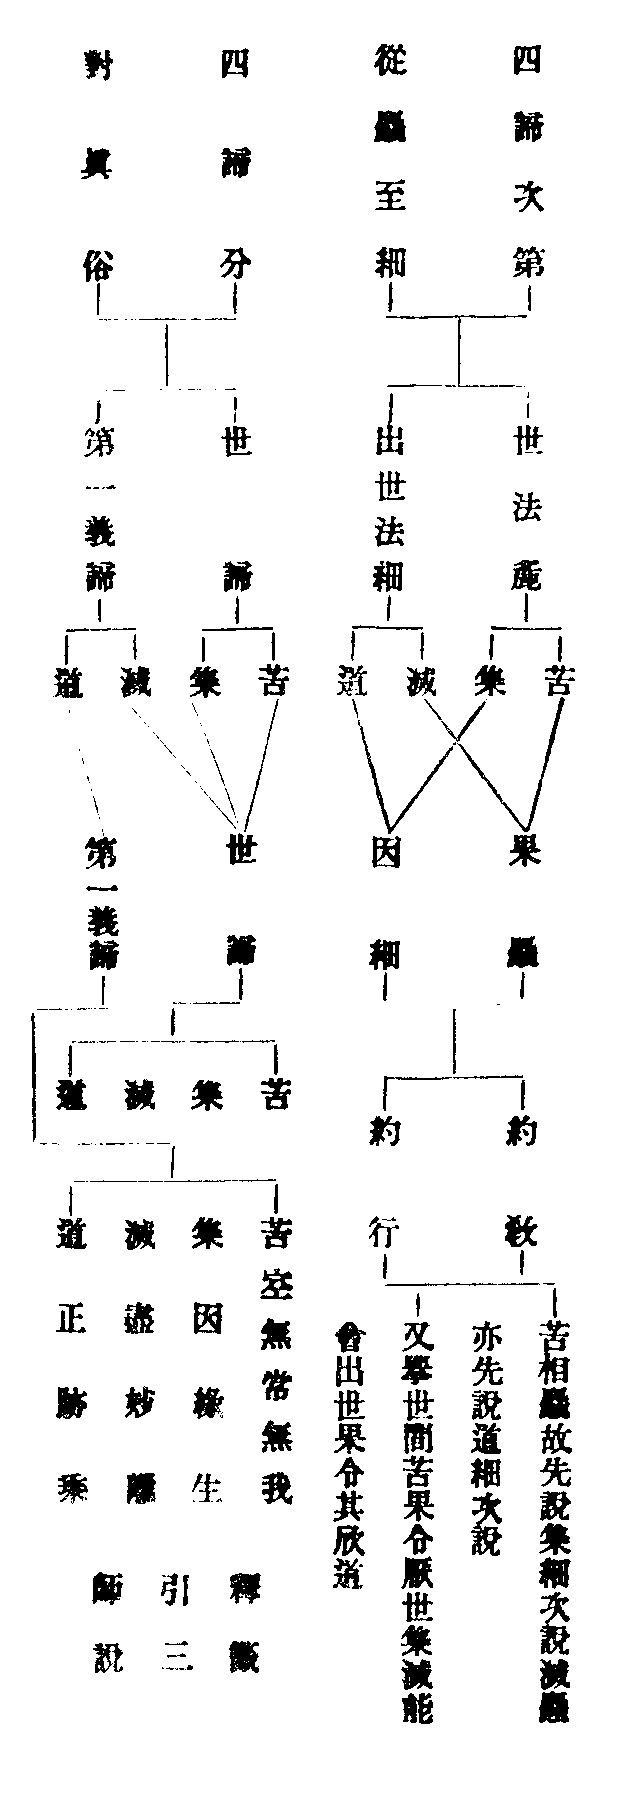 四諦次第
從麤至細
世法麁
出世法細
苦
集
滅
道
果麤
因細
約教
約行
苦相麤故先說集細次說滅麤
亦先說道細次說
又舉世間苦果令厭世集滅能
會出世果令其欣道
四諦分
對真俗
世諦
第一義諦
苦
集
滅
道
世諦
第一義諦
苦
集
滅
道
苦空無常無我
集因緣生
滅盡妙離
道正跡乘
釋籤
引三
師說